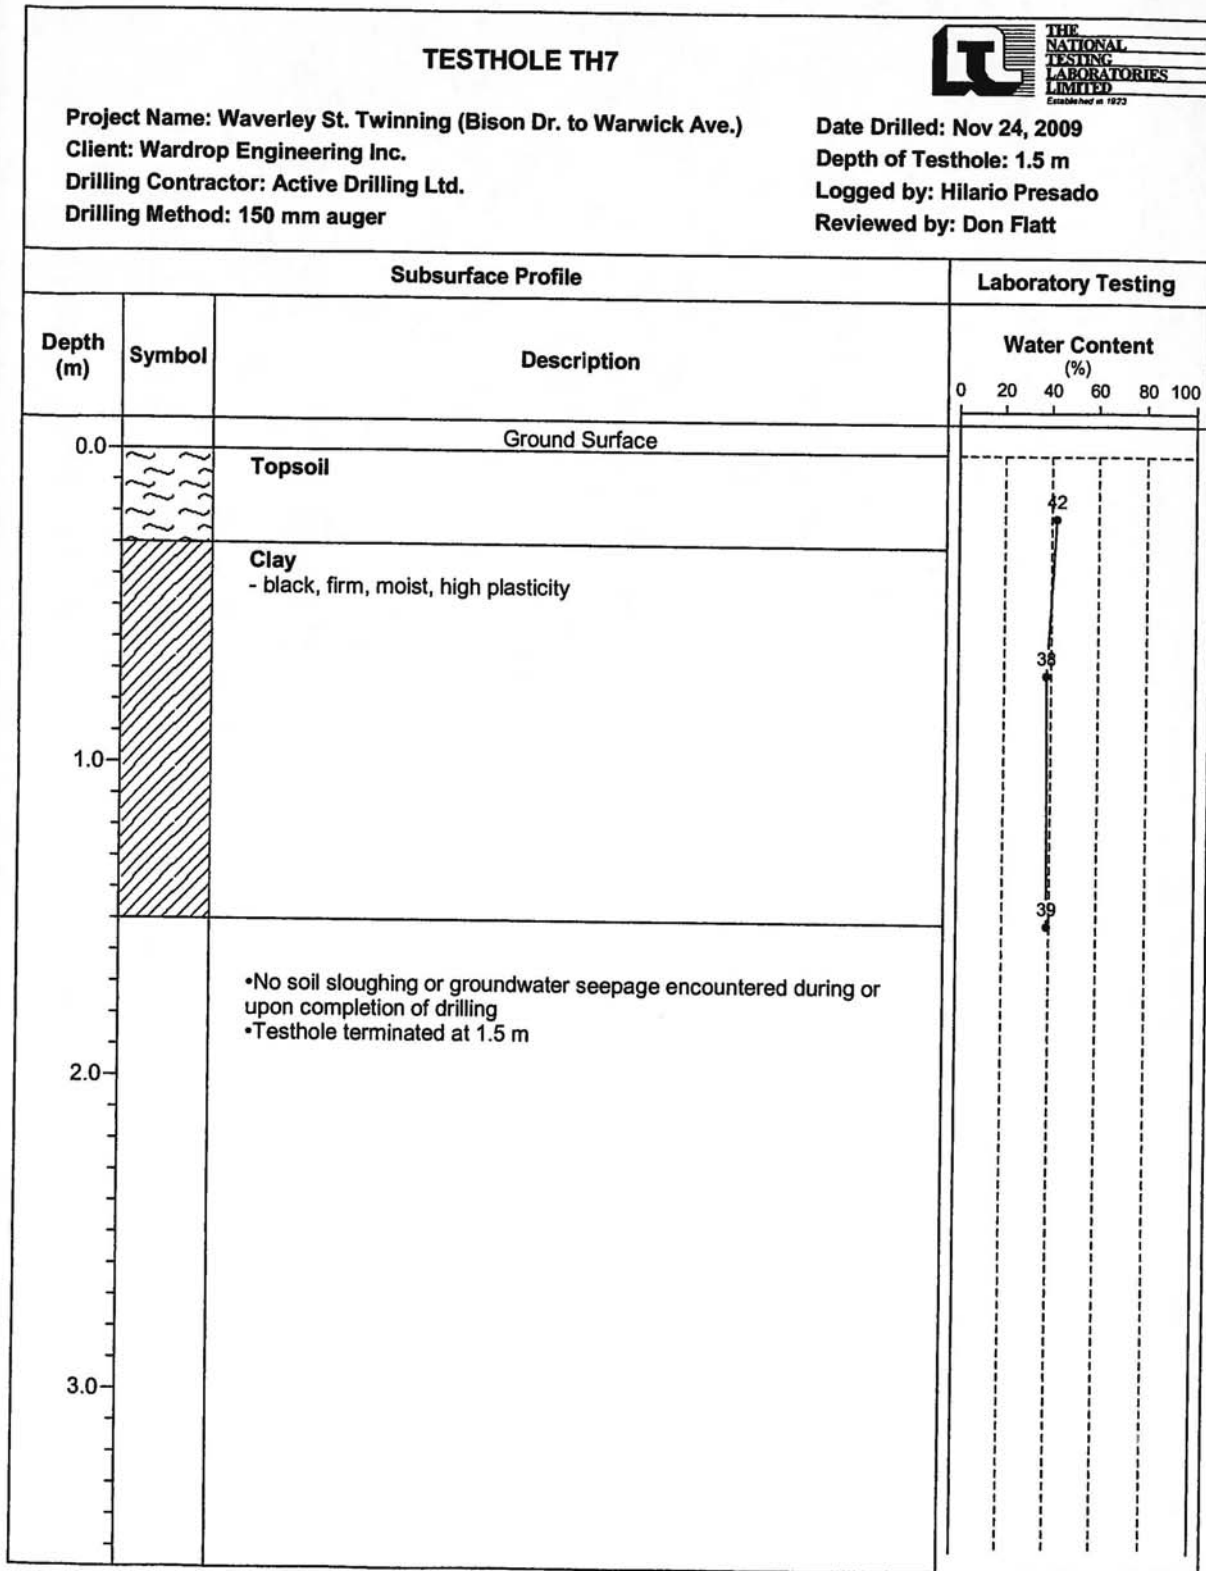 TESTHOLE TH7
THE
NATIONAL
TESTING
LABORATORIES
LIMITED
Established in 1923
Project Name: Waverley St. Twinning (Bison Dr. to Warwick Ave.)
Client: Wardrop Engineering Inc.
Drilling Contractor: Active Drilling Ltd.
Drilling Method: 150 mm auger
Date Drilled: Nov 24, 2009
Depth of Testhole: 1.5 m
Logged by: Hilario Presado
Reviewed by: Don Flatt
Subsurface Profile
Laboratory Testing
Depth
(m)
Symbol
Description
Water Content
(%)
0 20 40 60 80 100
Ground Surface
0.0
Topsoil
42
Clay
- black, firm, moist, high plasticity
38
1.0
39
•No soil sloughing or groundwater seepage encountered during or
upon completion of drilling
•Testhole terminated at 1.5 m
2.0
3.0